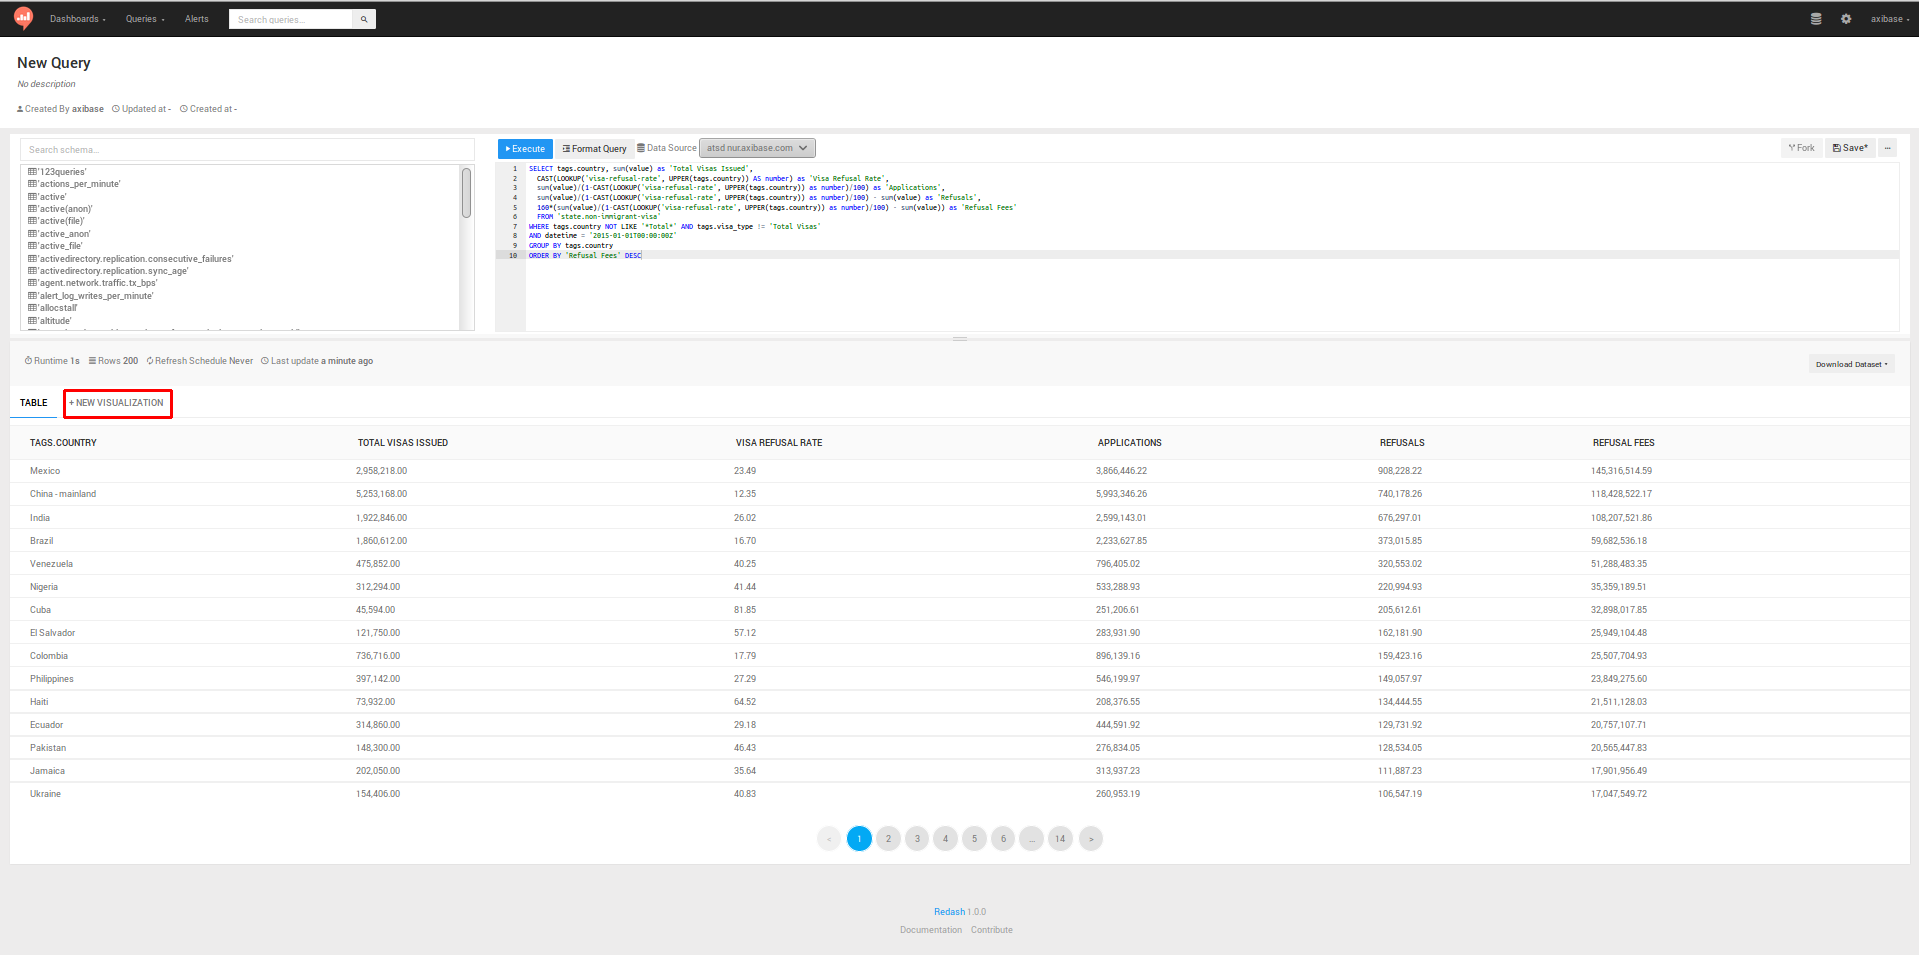 Dashboards Queries Alerts Search queries... axibase
New Query
No description
Created By axibase Updated at - Created at -
Search schema...
'123queries'
'actions_per_minute'
'active'
'active(anon)'
'active(file)'
'active_anon'
'active_file'
'activedirectory.replication.consecutive_failures'
'activedirectory.replication.sync_age'
'agent.network.traffic.tx_bps'
'alert_log_writes_per_minute'
'allocstall'
'altitude'
Execute Format Query Data Source atsd nur.axibase.com Fork Save* ...
1 SELECT tags.country, sum(value) as 'Total Visas Issued',
2 CAST(LOOKUP('visa-refusal-rate', UPPER(tags.country)) AS number) as 'Visa Refusal Rate',
3 sum(value)/(1-CAST(LOOKUP('visa-refusal-rate', UPPER(tags.country)) as number)/100) as 'Applications',
4 sum(value)/(1-CAST(LOOKUP('visa-refusal-rate', UPPER(tags.country)) as number)/100) - sum(value) as 'Refusals',
5 160*(sum(value)/(1-CAST(LOOKUP('visa-refusal-rate', UPPER(tags.country)) as number)/100) - sum(value)) as 'Refusal Fees'
6 FROM 'state.non-immigrant-visa'
7 WHERE tags.country NOT LIKE '*Total*' AND tags.visa_type != 'Total Visas'
8 AND datetime = '2015-01-01T00:00:00Z'
9 GROUP BY tags.country
10 ORDER BY 'Refusal Fees' DESC
Runtime 1s Rows 200 Refresh Schedule Never Last update a minute ago Download Dataset
TABLE + NEW VISUALIZATION
TAGS.COUNTRY TOTAL VISAS ISSUED VISA REFUSAL RATE APPLICATIONS REFUSALS REFUSAL FEES
Mexico 2,958,218.00 23.49 3,866,446.22 908,228.22 145,316,514.59
China - mainland 5,253,168.00 12.35 5,993,346.26 740,178.26 118,428,522.17
India 1,922,846.00 26.02 2,599,143.01 676,297.01 108,207,521.86
Brazil 1,860,612.00 16.70 2,233,627.85 373,015.85 59,682,536.18
Venezuela 475,852.00 40.25 796,405.02 320,553.02 51,288,483.35
Nigeria 312,294.00 41.44 533,288.93 220,994.93 35,359,189.51
Cuba 45,594.00 81.85 251,206.61 205,612.61 32,898,017.85
El Salvador 121,750.00 57.12 283,931.90 162,181.90 25,949,104.48
Colombia 736,716.00 17.79 896,139.16 159,423.16 25,507,704.93
Philippines 397,142.00 27.29 546,199.97 149,057.97 23,849,275.60
Haiti 73,932.00 64.52 208,376.55 134,444.55 21,511,128.03
Ecuador 314,860.00 29.18 444,591.92 129,731.92 20,757,107.71
Pakistan 148,300.00 46.43 276,834.05 128,534.05 20,565,447.83
Jamaica 202,050.00 35.64 313,937.23 111,887.23 17,901,956.49
Ukraine 154,406.00 40.83 260,953.19 106,547.19 17,047,549.72
< 1 2 3 4 5 6 ... 14 >
Redash 1.0.0
Documentation Contribute